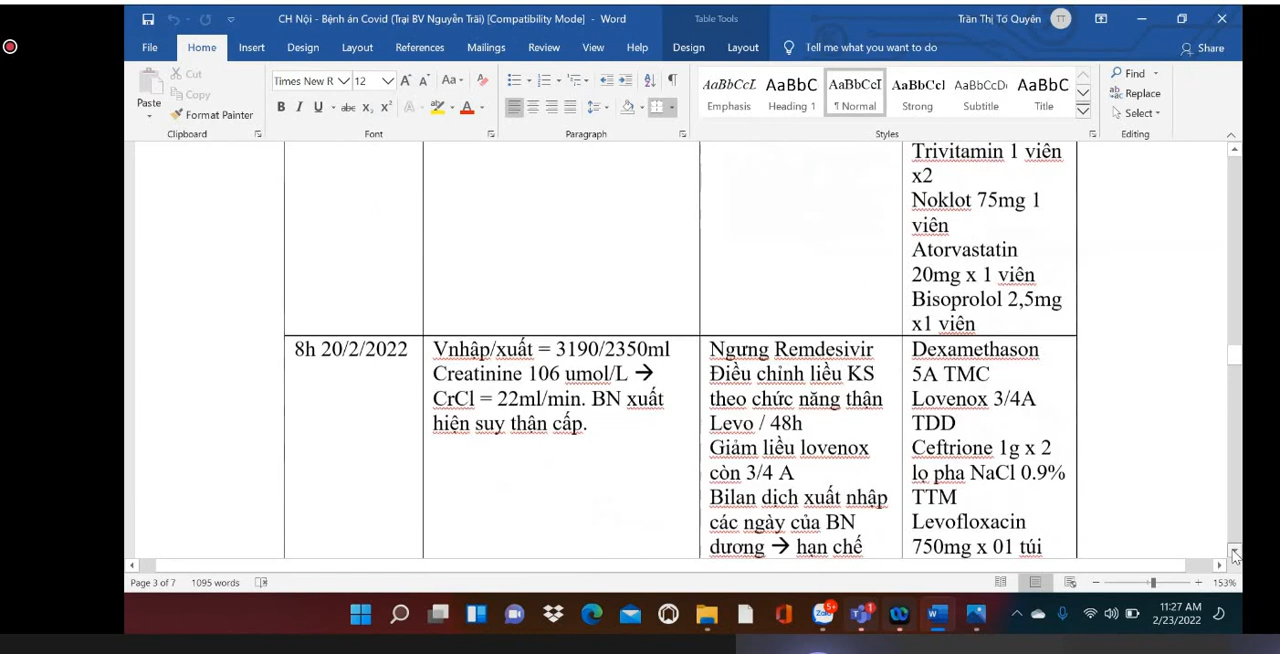 CH Nội - Bệnh án Covid (Trại BV Nguyễn Trãi) [Compatibility Mode] - Word
Table Tools
Trần Thị Tố Quyên
TT
File
Home
Insert
Design
Layout
References
Mailings
Review
View
Help
Design
Layout
Tell me what you want to do
Share
Paste
Cut
Copy
Format Painter
Clipboard
Times New R
12
Font
Paragraph
AaBbCcL
Emphasis
AaBbC
Heading 1
AaBbCcI
¶ Normal
AaBbCcl
Strong
AaBbCcD
Subtitle
AaBbC
Title
Styles
Find
Replace
Select
Editing
Trivitamin 1 viên
x2
Noklot 75mg 1
viên
Atorvastatin
20mg x 1 viên
Bisoprolol 2,5mg
x1 viên
8h 20/2/2022
Vnhập/xuất = 3190/2350ml
Creatinine 106 umol/L →
CrCl = 22ml/min. BN xuất
hiện suy thận cấp.
Ngưng Remdesivir
Điều chỉnh liều KS
theo chức năng thận
Levo / 48h
Giảm liều lovenox
còn 3/4 A
Bilan dịch xuất nhập
các ngày của BN
dương → hạn chế
Dexamethason
5A TMC
Lovenox 3/4A
TDD
Ceftrione 1g x 2
lọ pha NaCl 0.9%
TTM
Levofloxacin
750mg x 01 túi
Page 3 of 7
1095 words
153%
11:27 AM
2/23/2022